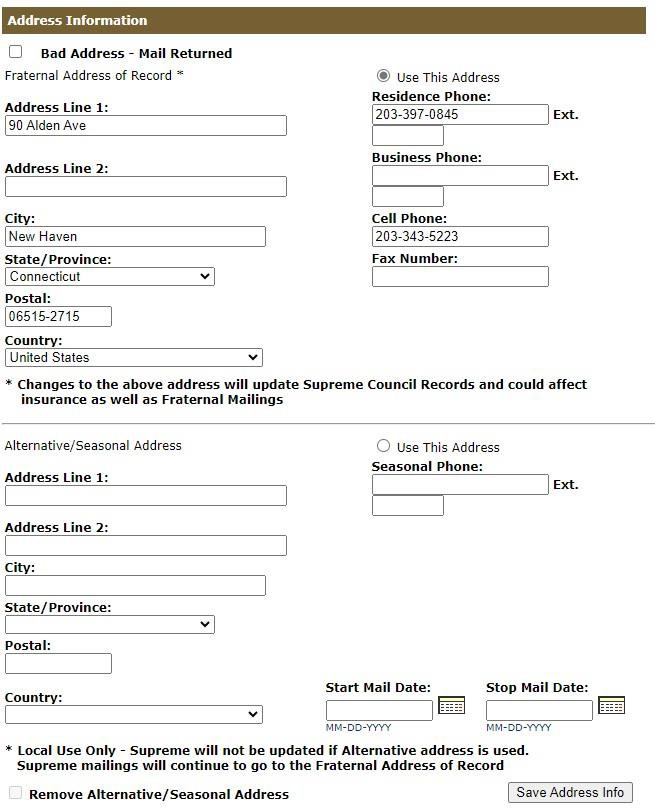 Address Information
Bad Address - Mail Returned
Fraternal Address of Record *
Use This Address
Address Line 1:
90 Alden Ave
Residence Phone:
203-397-0845 Ext.
Address Line 2:
Business Phone:
Ext.
City:
New Haven
Cell Phone:
203-343-5223
State/Province:
Connecticut
Fax Number:
Postal:
06515-2715
Country:
United States
* Changes to the above address will update Supreme Council Records and could affect
insurance as well as Fraternal Mailings
Alternative/Seasonal Address
Use This Address
Address Line 1:
Seasonal Phone:
Ext.
Address Line 2:
City:
State/Province:
Postal:
Country:
Start Mail Date:
MM-DD-YYYY
Stop Mail Date:
MM-DD-YYYY
* Local Use Only - Supreme will not be updated if Alternative address is used.
Supreme mailings will continue to go to the Fraternal Address of Record
Remove Alternative/Seasonal Address
Save Address Info